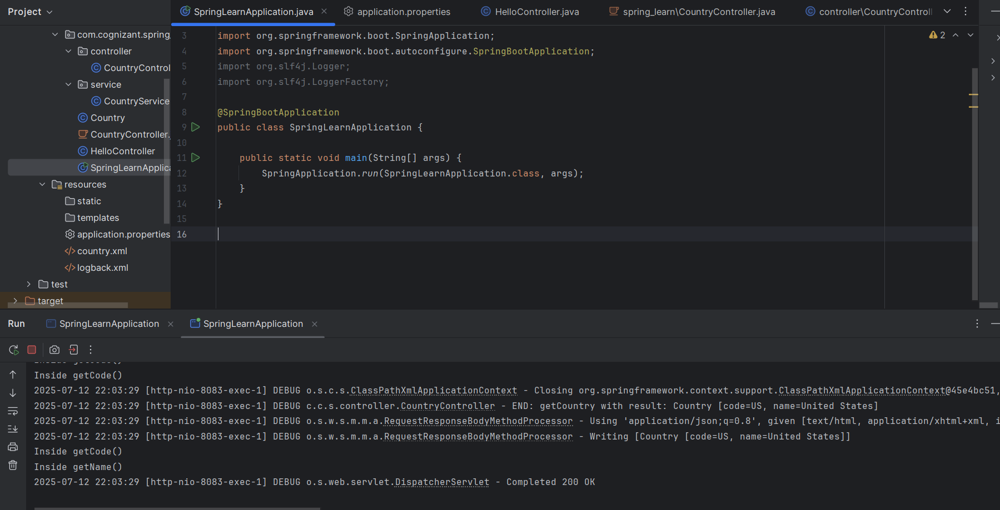 Project
SpringLearnApplication.java
application.properties
HelloController.java
spring_learn\CountryController.java
controller\CountryControll
com.cognizant.spring
controller
CountryControl
service
CountryService
Country
CountryController.
HelloController
SpringLearnApplica
resources
static
templates
application.properties
country.xml
logback.xml
test
target
3 import org.springframework.boot.SpringApplication;
4 import org.springframework.boot.autoconfigure.SpringBootApplication;
5 import org.slf4j.Logger;
6 import org.slf4j.LoggerFactory;
7
8 @SpringBootApplication
9 public class SpringLearnApplication {
10
11 public static void main(String[] args) {
12 SpringApplication.run(SpringLearnApplication.class, args);
13 }
14 }
15
16
2
Run
SpringLearnApplication
SpringLearnApplication
Inside getCode()
2025-07-12 22:03:29 [http-nio-8083-exec-1] DEBUG o.s.c.s.ClassPathXmlApplicationContext - Closing org.springframework.context.support.ClassPathXmlApplicationContext@45e4bc51,
2025-07-12 22:03:29 [http-nio-8083-exec-1] DEBUG c.c.s.controller.CountryController - END: getCountry with result: Country [code=US, name=United States]
2025-07-12 22:03:29 [http-nio-8083-exec-1] DEBUG o.s.w.s.m.m.a.RequestResponseBodyMethodProcessor - Using 'application/json;q=0.8', given [text/html, application/xhtml+xml, i
2025-07-12 22:03:29 [http-nio-8083-exec-1] DEBUG o.s.w.s.m.m.a.RequestResponseBodyMethodProcessor - Writing [Country [code=US, name=United States]]
Inside getCode()
Inside getName()
2025-07-12 22:03:29 [http-nio-8083-exec-1] DEBUG o.s.web.servlet.DispatcherServlet - Completed 200 OK